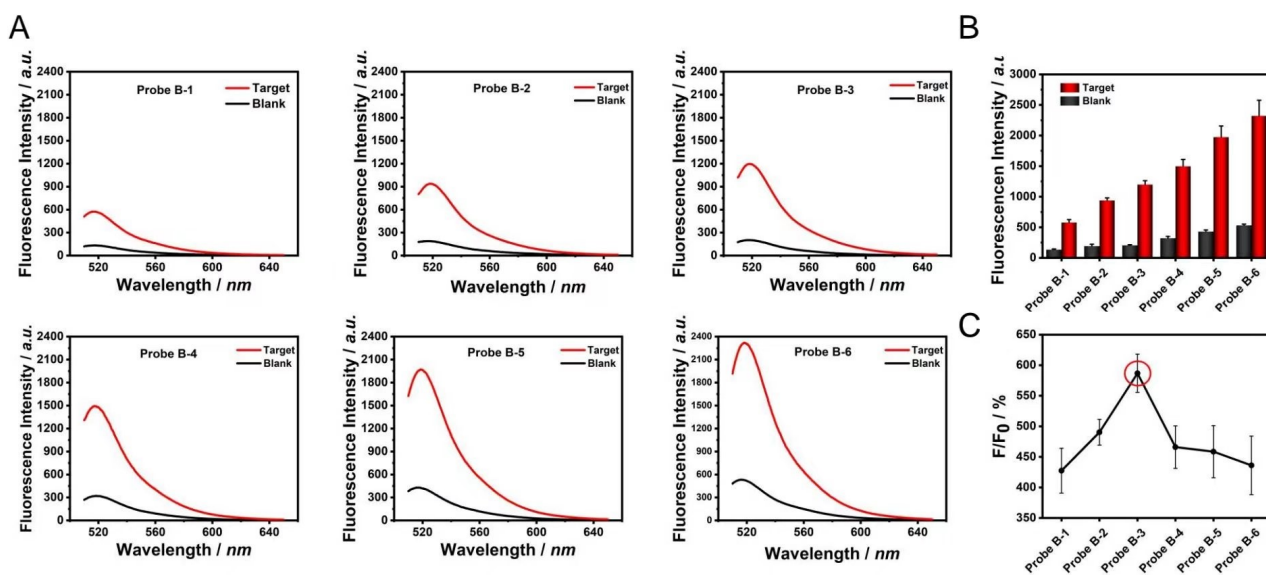 A
Fluorescence Intensity / a.u.
2400
2100
1800
1500
1200
900
600
300
0
Probe B-1
Target
Blank
520
560
600
640
Wavelength / nm
Fluorescence Intensity / a.u.
2400
2100
1800
1500
1200
900
600
300
0
Probe B-2
Target
Blank
520
560
600
640
Wavelength / nm
Fluorescence Intensity / a.u.
2400
2100
1800
1500
1200
900
600
300
0
Probe B-3
Target
Blank
520
560
600
640
Wavelength / nm
Fluorescence Intensity / a.u.
2400
2100
1800
1500
1200
900
600
300
0
Probe B-4
Target
Blank
520
560
600
640
Wavelength / nm
Fluorescence Intensity / a.u.
2400
2100
1800
1500
1200
900
600
300
0
Probe B-5
Target
Blank
520
560
600
640
Wavelength / nm
Fluorescence Intensity / a.u.
2400
2100
1800
1500
1200
900
600
300
0
Probe B-6
Target
Blank
520
560
600
640
Wavelength / nm
B
Fluorescencen Intensity / a.u
3000
2500
2000
1500
1000
500
0
Target
Blank
Probe B-1
Probe B-2
Probe B-3
Probe B-4
Probe B-5
Probe B-6
C
F/F0 / %
650
600
550
500
450
400
350
Probe B-1
Probe B-2
Probe B-3
Probe B-4
Probe B-5
Probe B-6